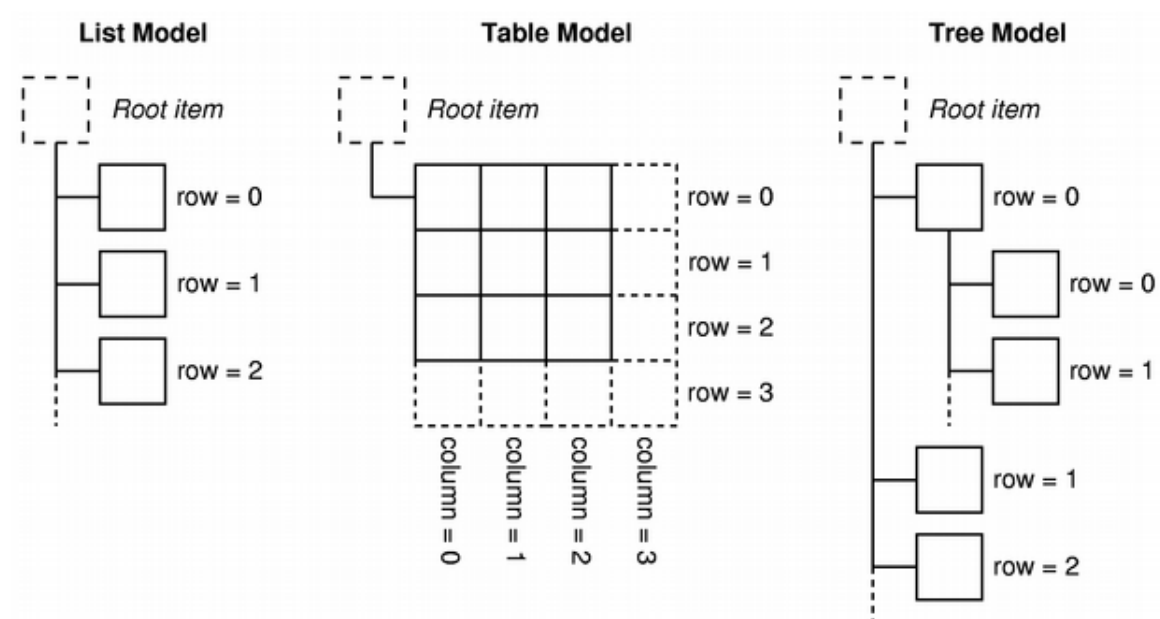 List Model
Root item
row = 0
row = 1
row = 2
Table Model
Root item
row = 0
row = 1
row = 2
row = 3
column = 0
column = 1
column = 2
column = 3
Tree Model
Root item
row = 0
row = 0
row = 1
row = 1
row = 2